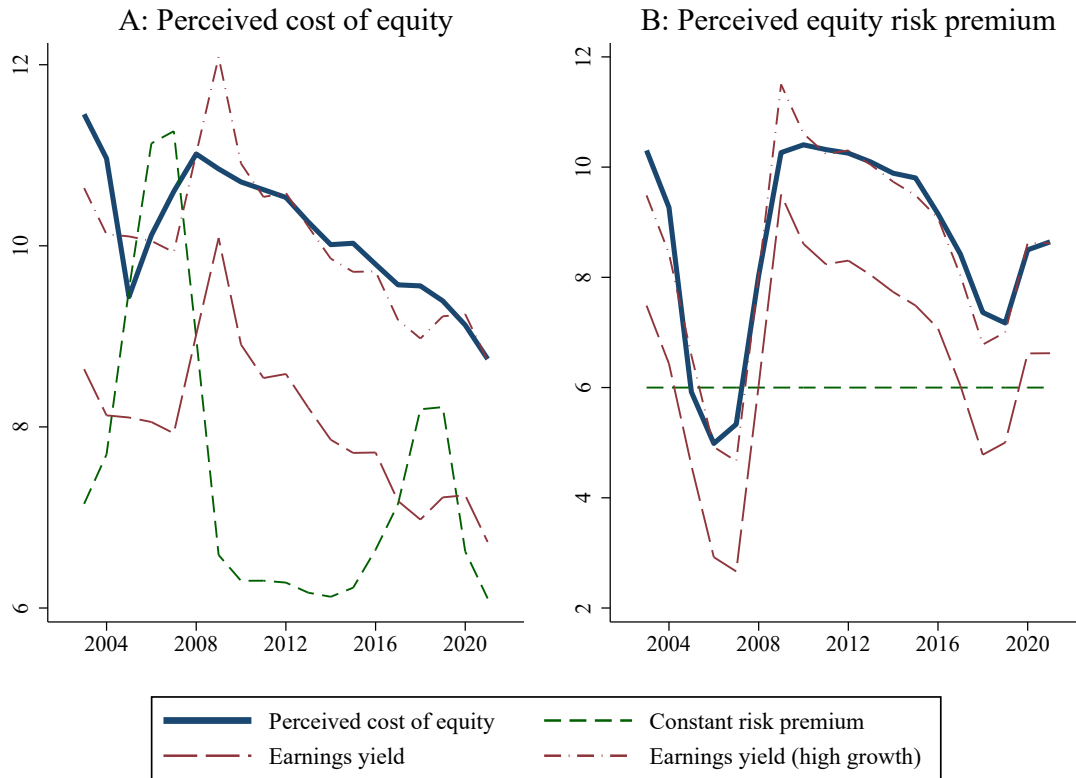 A: Perceived cost of equity
12
10
8
6
2004 2008 2012 2016 2020
B: Perceived equity risk premium
12
10
8
6
4
2
2004 2008 2012 2016 2020
Perceived cost of equity
Constant risk premium
Earnings yield
Earnings yield (high growth)